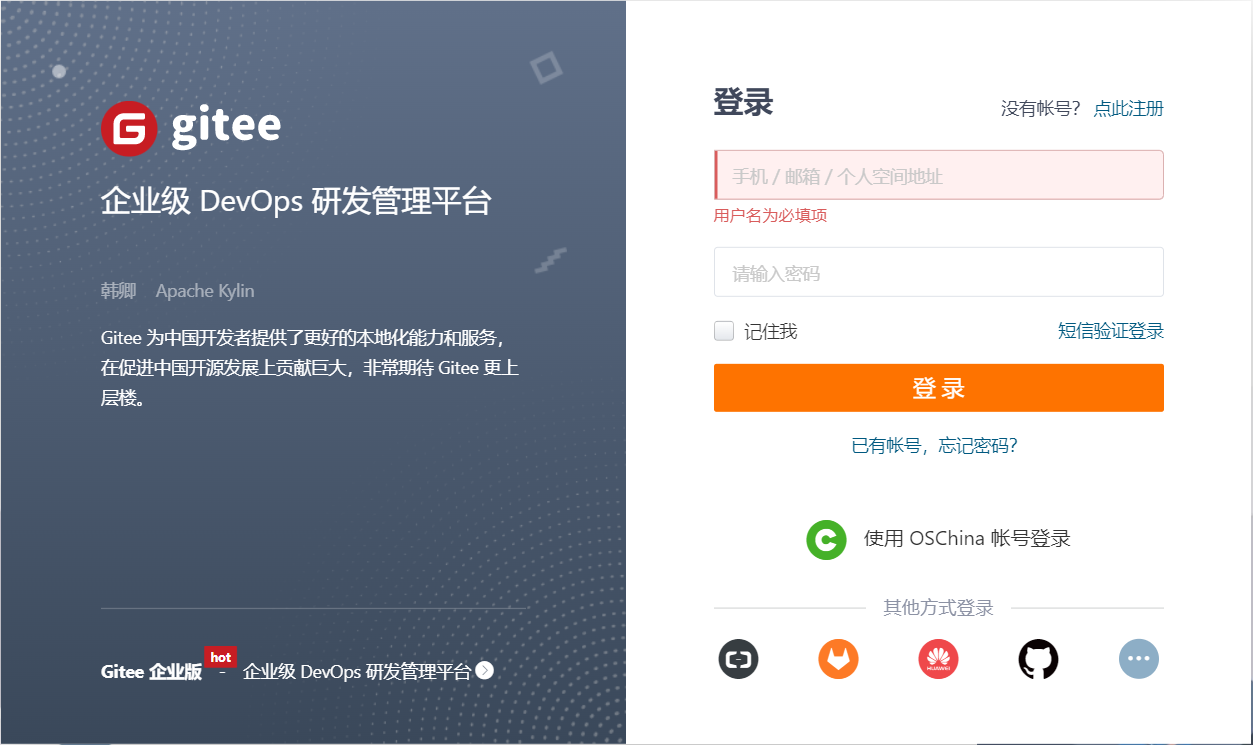 gitee
企业级 DevOps 研发管理平台
韩卿 Apache Kylin
Gitee 为中国开发者提供了更好的本地化能力和服务，
在促进中国开源发展上贡献巨大，非常期待 Gitee 更上
层楼。
hot
Gitee 企业版 - 企业级 DevOps 研发管理平台
登录
没有帐号？ 点此注册
手机 / 邮箱 / 个人空间地址
用户名为必填项
请输入密码
记住我 短信验证登录
登 录
已有帐号，忘记密码？
使用 OSChina 帐号登录
其他方式登录
HUAWEI